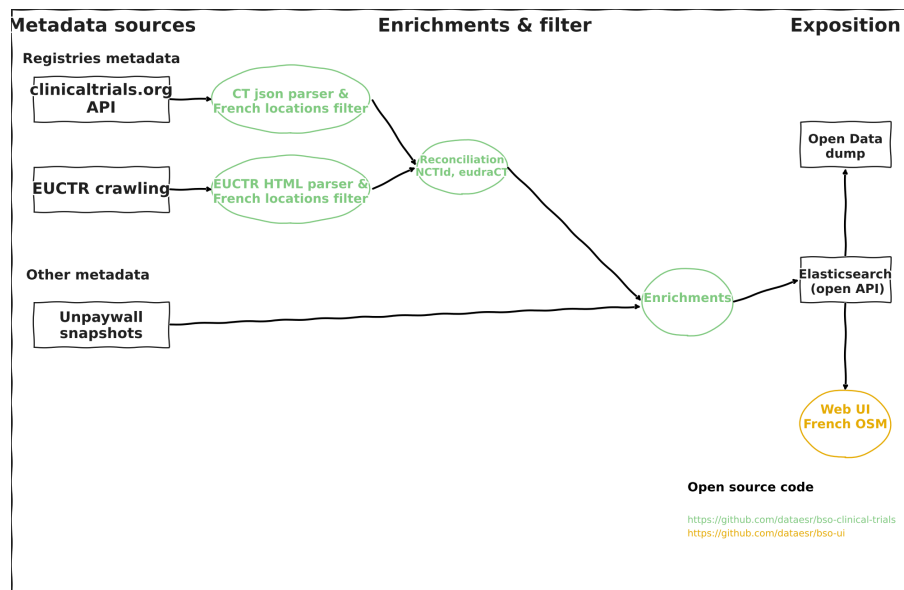 Metadata sources
Enrichments & filter
Exposition
Registries metadata
clinicaltrials.org
API
CT json parser &
French locations filter
Reconciliation
NCTId, eudraCT
EUCTR crawling
EUCTR HTML parser &
French locations filter
Open Data
dump
Other metadata
Unpaywall
snapshots
Enrichments
Elasticsearch
(open API)
Web UI
French OSM
Open source code
https://github.com/dataesr/bso-clinical-trials
https://github.com/dataesr/bso-ui